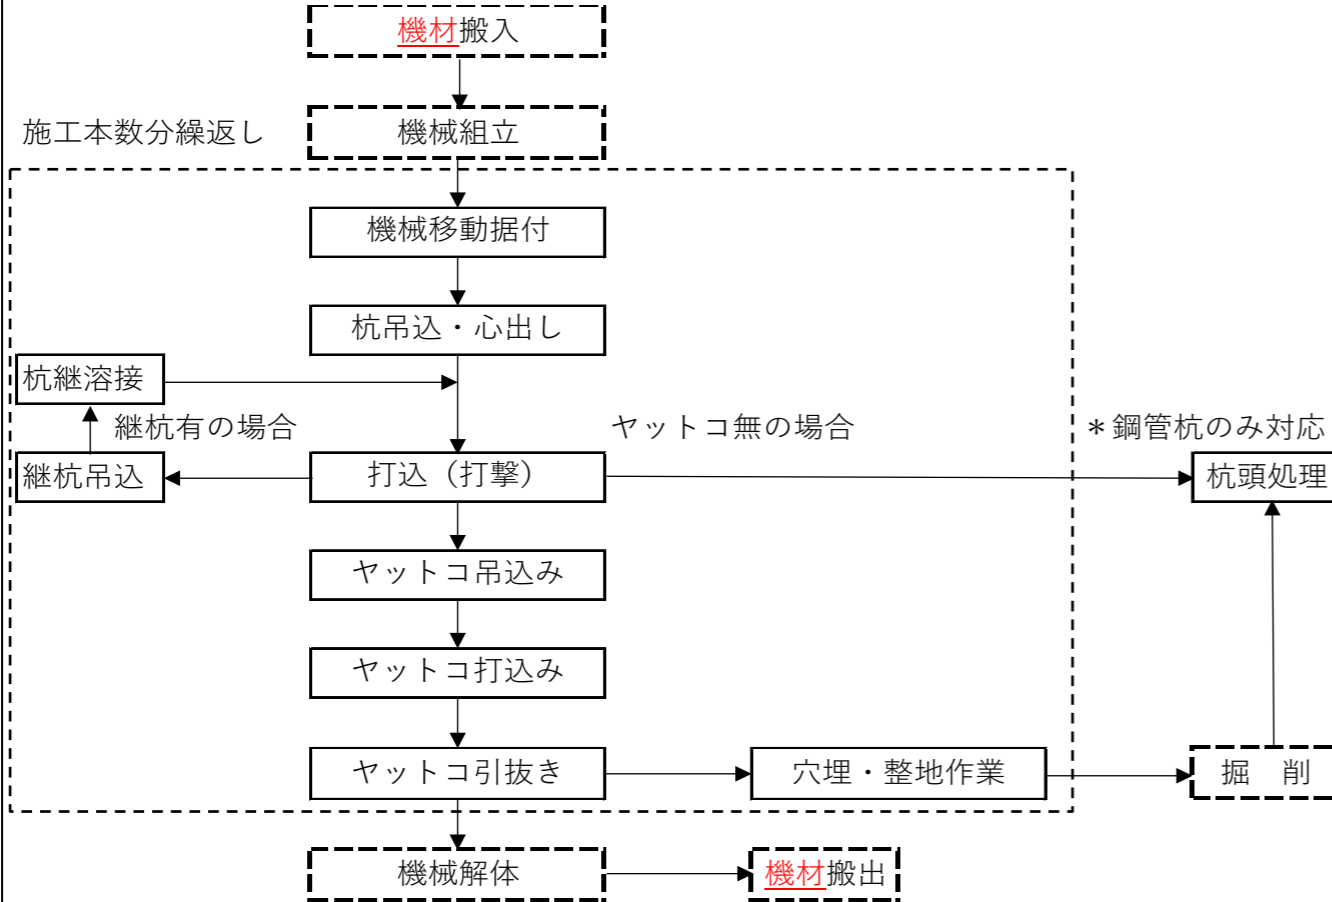 機材搬入
施工本数分繰返し
機械組立
機械移動据付
杭吊込・心出し
杭継溶接
継杭有の場合
ヤットコ無の場合
＊鋼管杭のみ対応
継杭吊込
打込（打撃）
杭頭処理
ヤットコ吊込み
ヤットコ打込み
ヤットコ引抜き
穴埋・整地作業
掘　削
機械解体
機材搬出